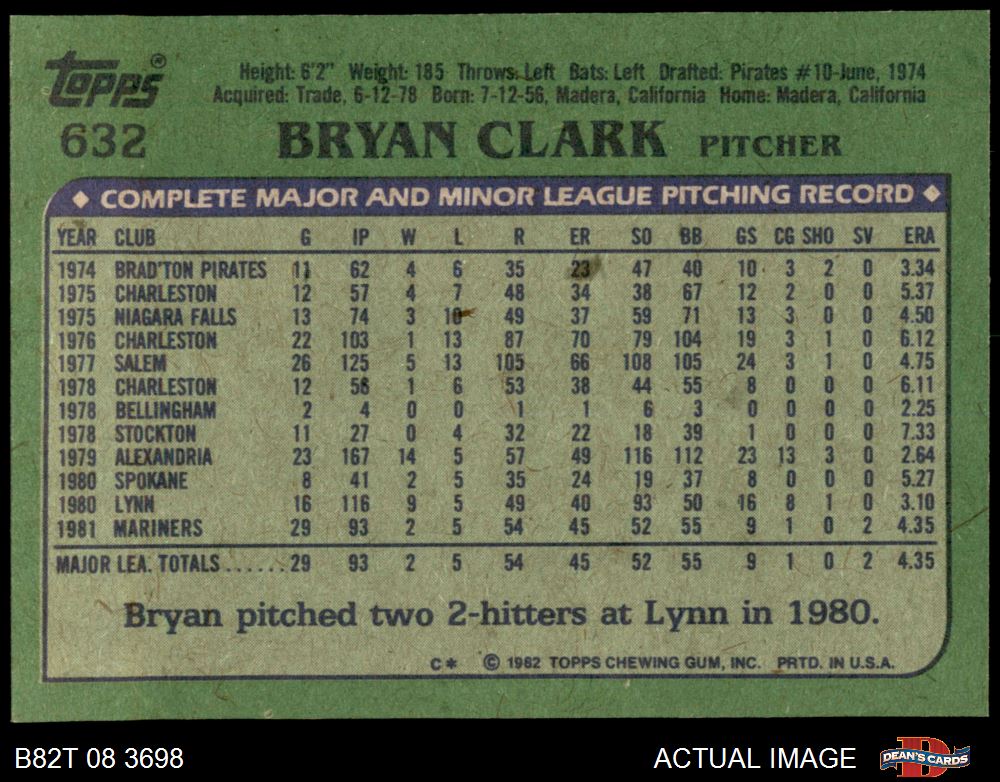 TOPPS®
Height: 6'2" Weight: 185 Throws: Left Bats: Left Drafted: Pirates #10-June, 1974
Acquired: Trade, 6-12-78 Born: 7-12-56, Madera, California Home: Madera, California
632 BRYAN CLARK PITCHER
◆ COMPLETE MAJOR AND MINOR LEAGUE PITCHING RECORD ◆
YEAR CLUB G IP W L R ER SO BB GS CG SHO SV ERA
1974 BRAD'TON PIRATES 11 62 4 6 35 23 47 40 10 3 2 0 3.34
1975 CHARLESTON 12 57 4 7 48 34 38 67 12 2 0 0 5.37
1975 NIAGARA FALLS 13 74 3 10 49 37 59 71 13 3 0 0 4.50
1976 CHARLESTON 22 103 1 13 87 70 79 104 19 3 1 0 6.12
1977 SALEM 26 125 5 13 105 66 108 105 24 3 1 0 4.75
1978 CHARLESTON 12 56 1 6 53 38 44 55 8 0 0 0 6.11
1978 BELLINGHAM 2 4 0 0 1 1 6 3 0 0 0 0 2.25
1978 STOCKTON 11 27 0 4 32 22 18 39 1 0 0 0 7.33
1979 ALEXANDRIA 23 167 14 5 57 49 116 112 23 13 3 0 2.64
1980 SPOKANE 8 41 2 5 35 24 19 37 8 0 0 0 5.27
1980 LYNN 16 116 9 5 49 40 93 50 16 8 1 0 3.10
1981 MARINERS 29 93 2 5 54 45 52 55 9 1 0 2 4.35
MAJOR LEA. TOTALS......29 93 2 5 54 45 52 55 9 1 0 2 4.35
Bryan pitched two 2-hitters at Lynn in 1980.
C* © 1982 TOPPS CHEWING GUM, INC. PRTD. IN U.S.A.
B82T 08 3698 ACTUAL IMAGE DEAN'S CARDS